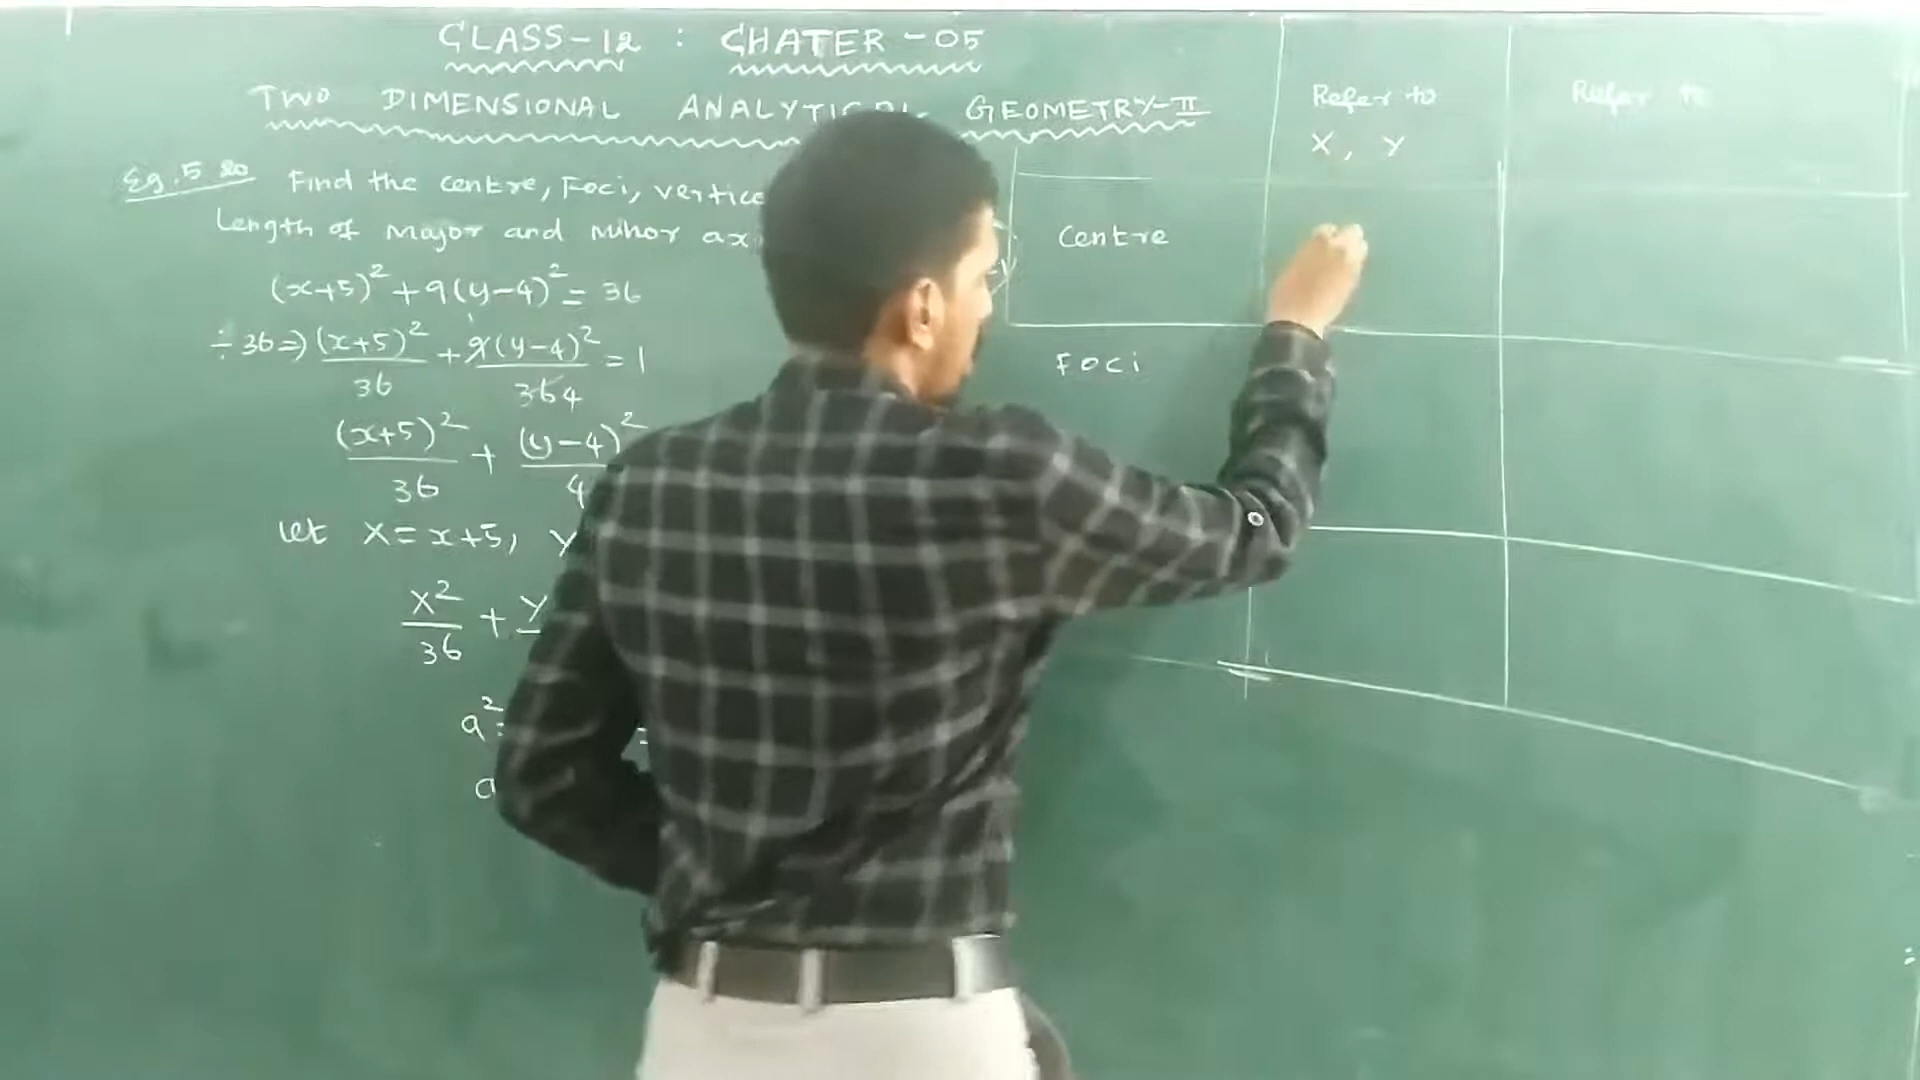 CLASS-12 : CHATER-05
TWO DIMENSIONAL ANALYTICAL GEOMETRY-II
Eg.5 20 Find the centre, Foci, vertice
Length of major and minor ax
(x+5)²+9(y-4)²= 36
÷36⇒ (x+5)²/36 + 9(y-4)²/36 4 = 1
(x+5)²/36 + (y-4)²/4
let X=x+5, Y
X²/36 + Y
a²=
a
Refer to
X, Y
Refer to
Centre
Foci